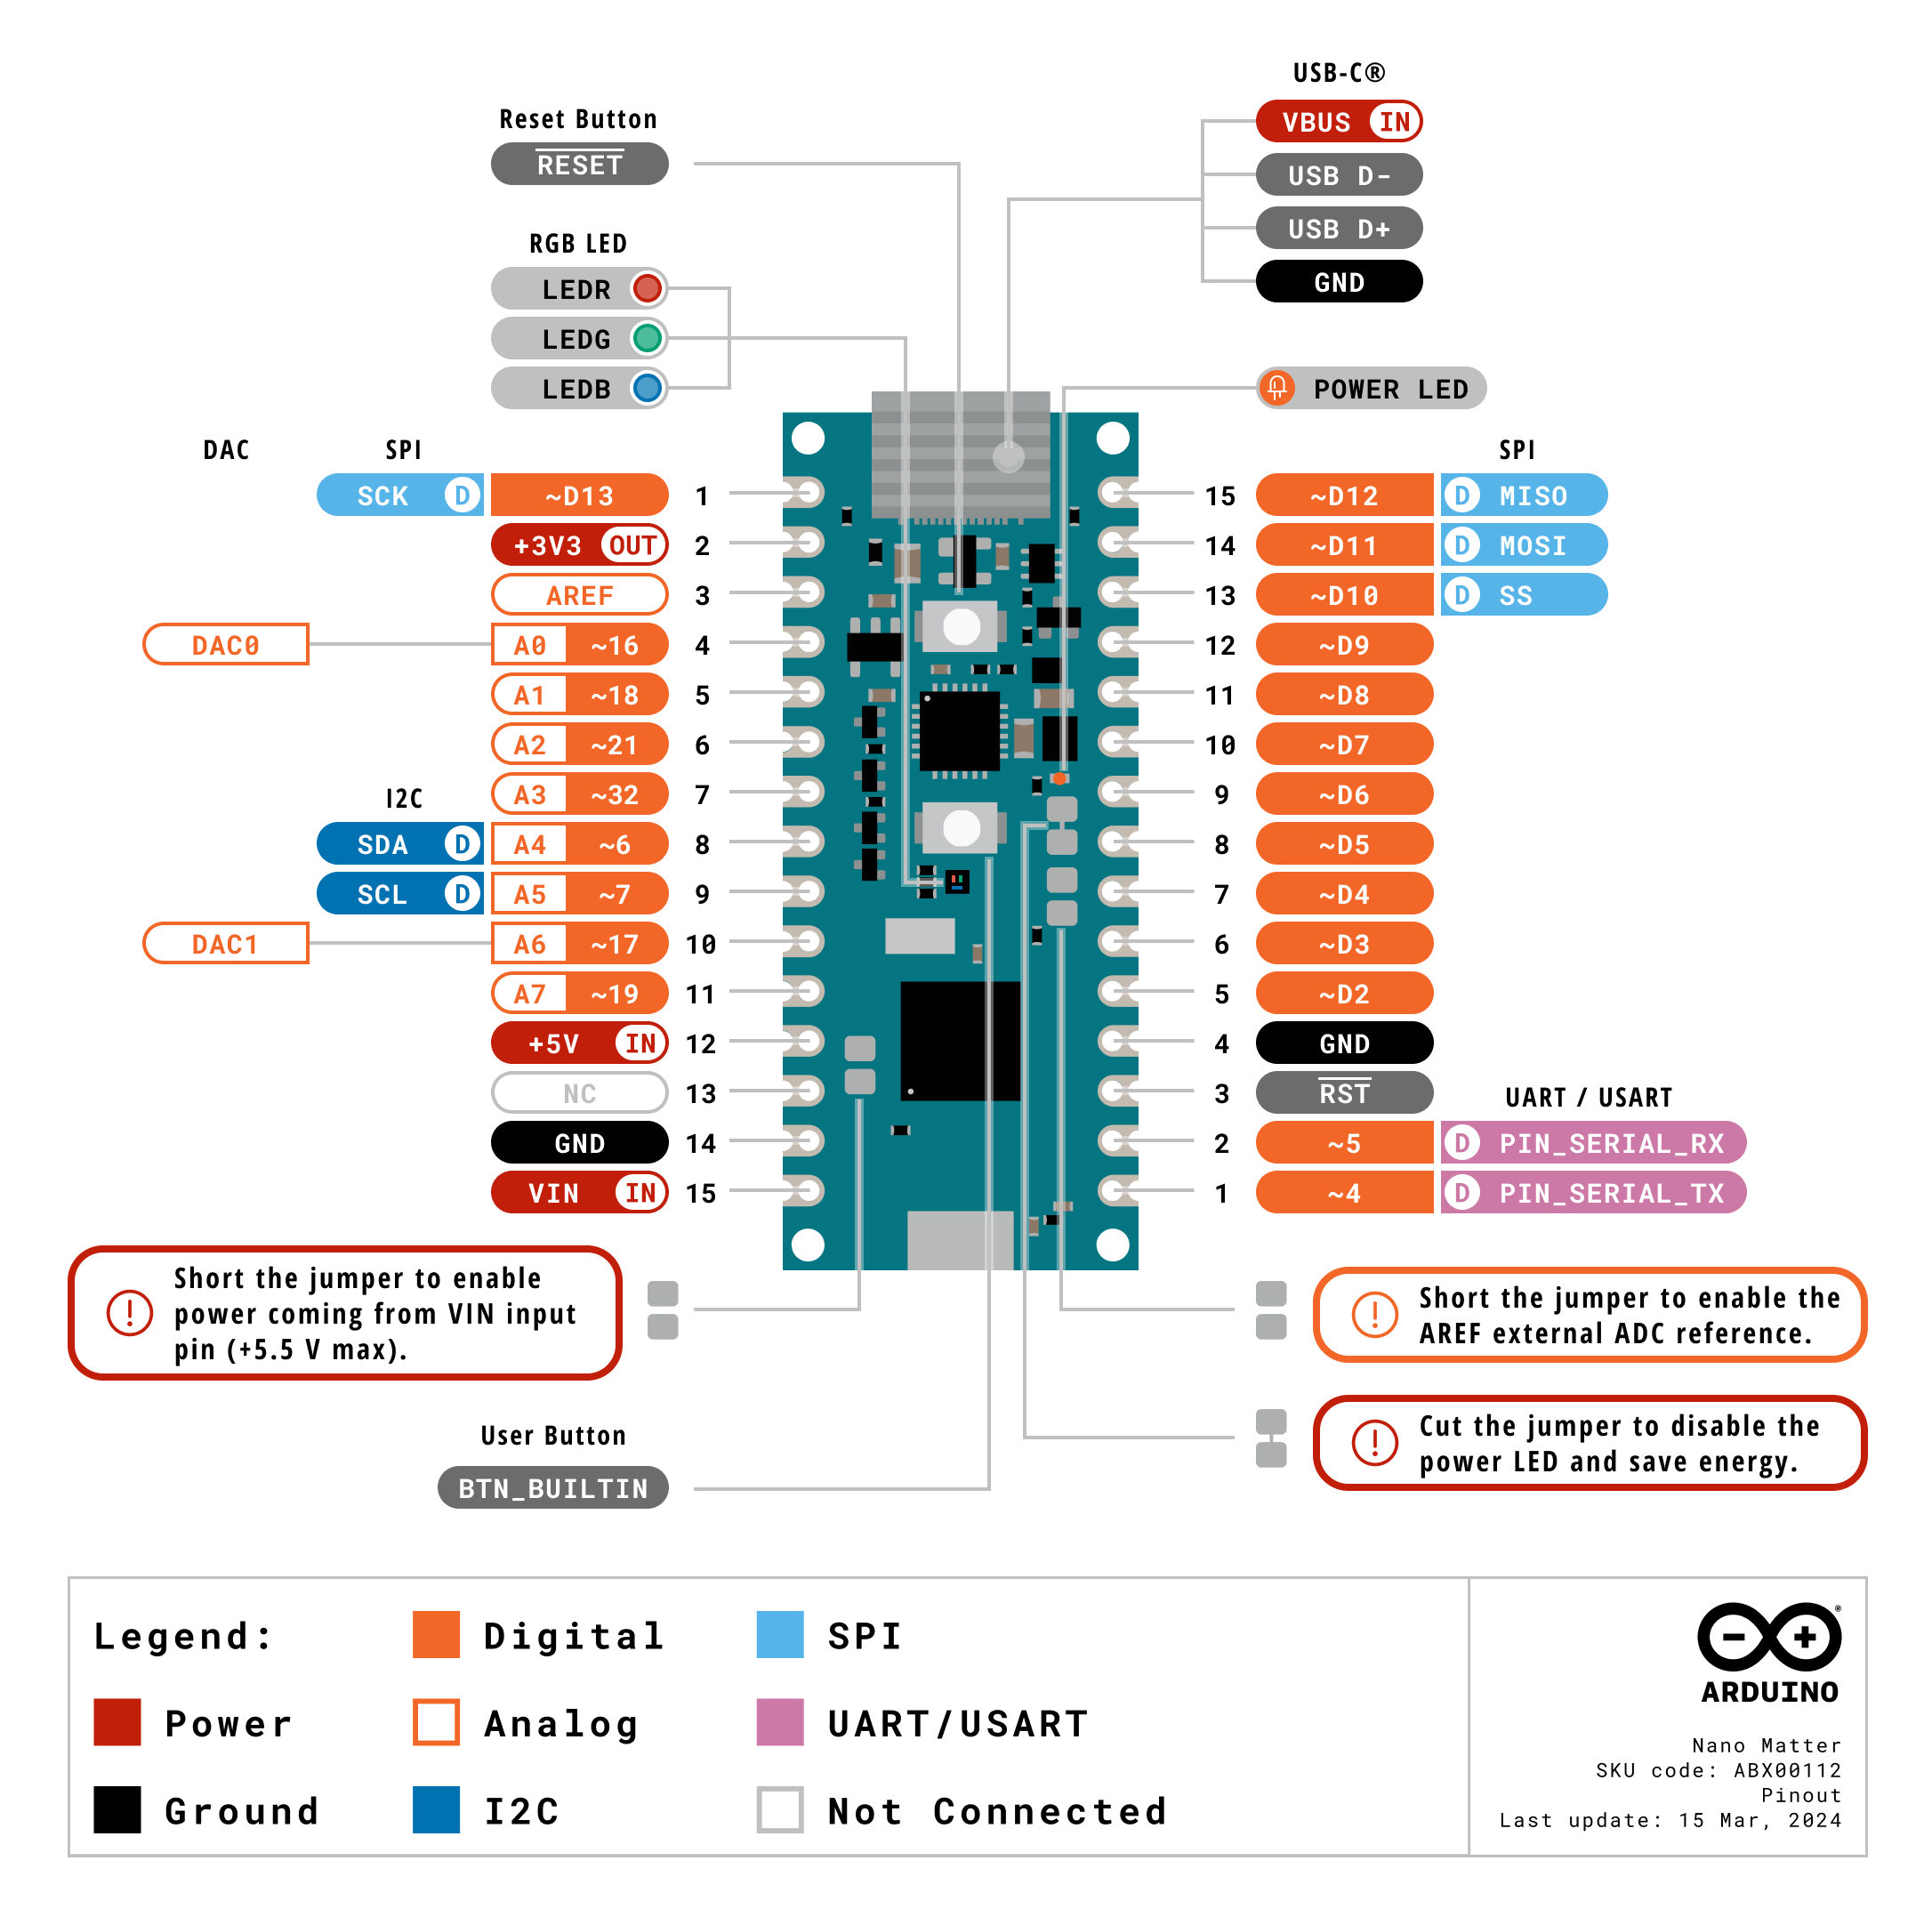 USB-C®
VBUS IN
USB D-
USB D+
GND
Reset Button
RESET
RGB LED
LEDR
LEDG
LEDB
POWER LED
DAC SPI
SCK D ~D13 1
+3V3 OUT 2
AREF 3
DAC0 A0 ~16 4
A1 ~18 5
A2 ~21 6
A3 ~32 7
I2C
SDA D A4 ~6 8
SCL D A5 ~7 9
DAC1 A6 ~17 10
A7 ~19 11
+5V IN 12
NC 13
GND 14
VIN IN 15
SPI
15 ~D12 D MISO
14 ~D11 D MOSI
13 ~D10 D SS
12 ~D9
11 ~D8
10 ~D7
9 ~D6
8 ~D5
7 ~D4
6 ~D3
5 ~D2
4 GND
3 RST
UART / USART
2 ~5 D PIN_SERIAL_RX
1 ~4 D PIN_SERIAL_TX
! Short the jumper to enable
power coming from VIN input
pin (+5.5 V max).
! Short the jumper to enable the
AREF external ADC reference.
! Cut the jumper to disable the
power LED and save energy.
User Button
BTN_BUILTIN
Legend:
Power
Ground
Digital
Analog
I2C
SPI
UART/USART
Not Connected
®
ARDUINO
Nano Matter
SKU code: ABX00112
Pinout
Last update: 15 Mar, 2024